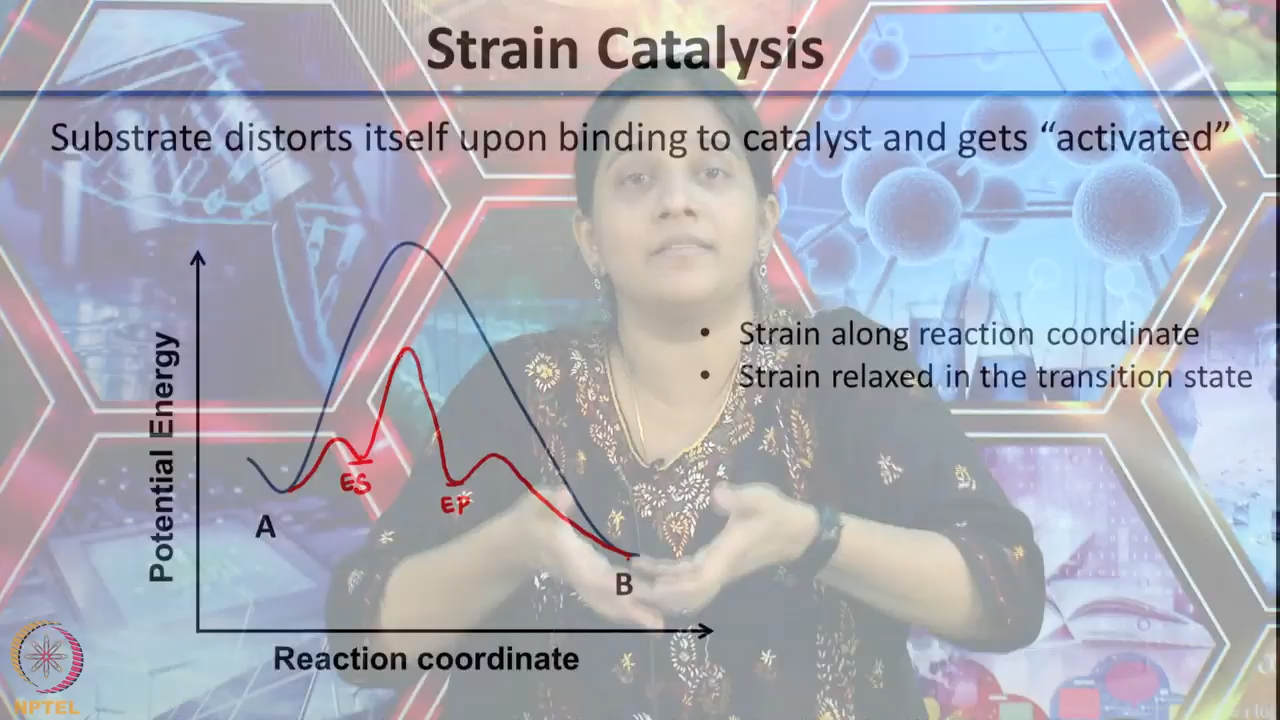 Strain Catalysis
Substrate distorts itself upon binding to catalyst and gets “activated”
• Strain along reaction coordinate
• Strain relaxed in the transition state
Potential Energy
ES
EP
A
B
Reaction coordinate
NPTEL